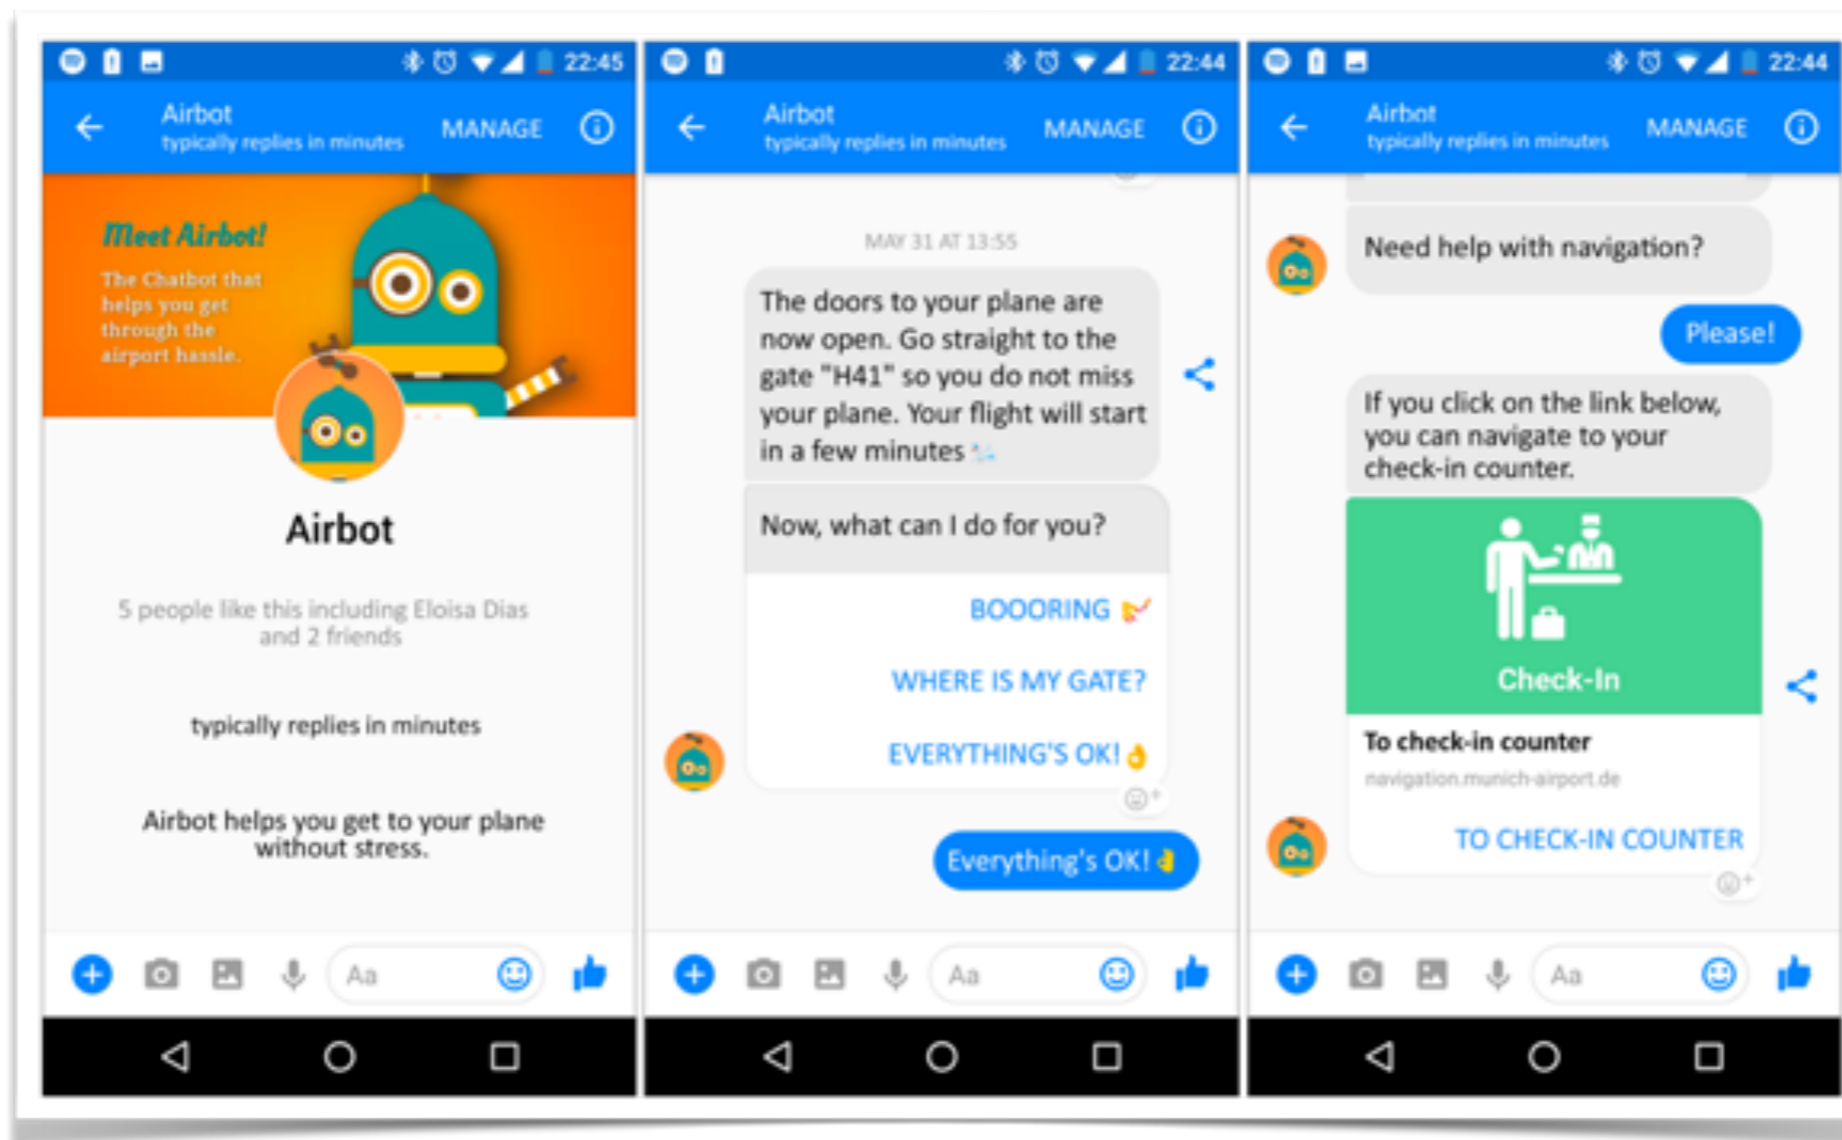 22:45
Airbot
typically replies in minutes
MANAGE
Meet Airbot!
The Chatbot that
helps you get
through the
airport hassle.
Airbot
5 people like this including Eloisa Dias
and 2 friends
typically replies in minutes
Airbot helps you get to your plane
without stress.
Aa
22:44
Airbot
typically replies in minutes
MANAGE
MAY 31 AT 13:55
The doors to your plane are
now open. Go straight to the
gate "H41" so you do not miss
your plane. Your flight will start
in a few minutes
Now, what can I do for you?
BOOORING
WHERE IS MY GATE?
EVERYTHING'S OK!👌
Everything's OK!👌
Aa
22:44
Airbot
typically replies in minutes
MANAGE
Need help with navigation?
Please!
If you click on the link below,
you can navigate to your
check-in counter.
Check-In
To check-in counter
navigation.munich-airport.de
TO CHECK-IN COUNTER
Aa